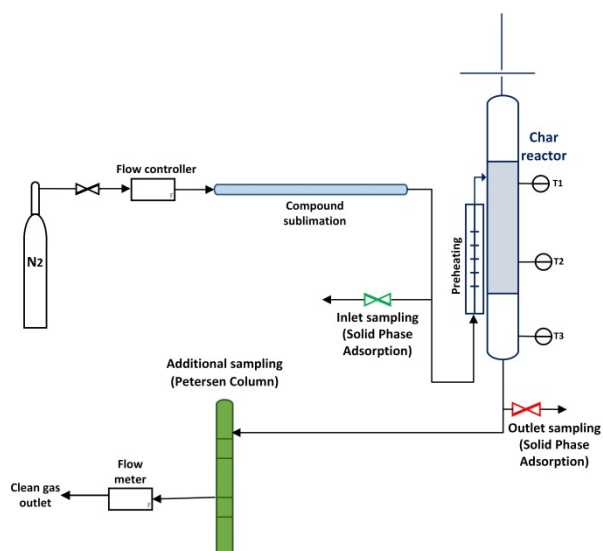 Char
reactor
Flow controller
F
T1
Compound
sublimation
N2
Preheating
T2
Inlet sampling
(Solid Phase
Adsorption)
T3
Additional sampling
(Petersen Column)
Outlet sampling
(Solid Phase
Adsorption)
Flow
meter
Clean gas
outlet
F